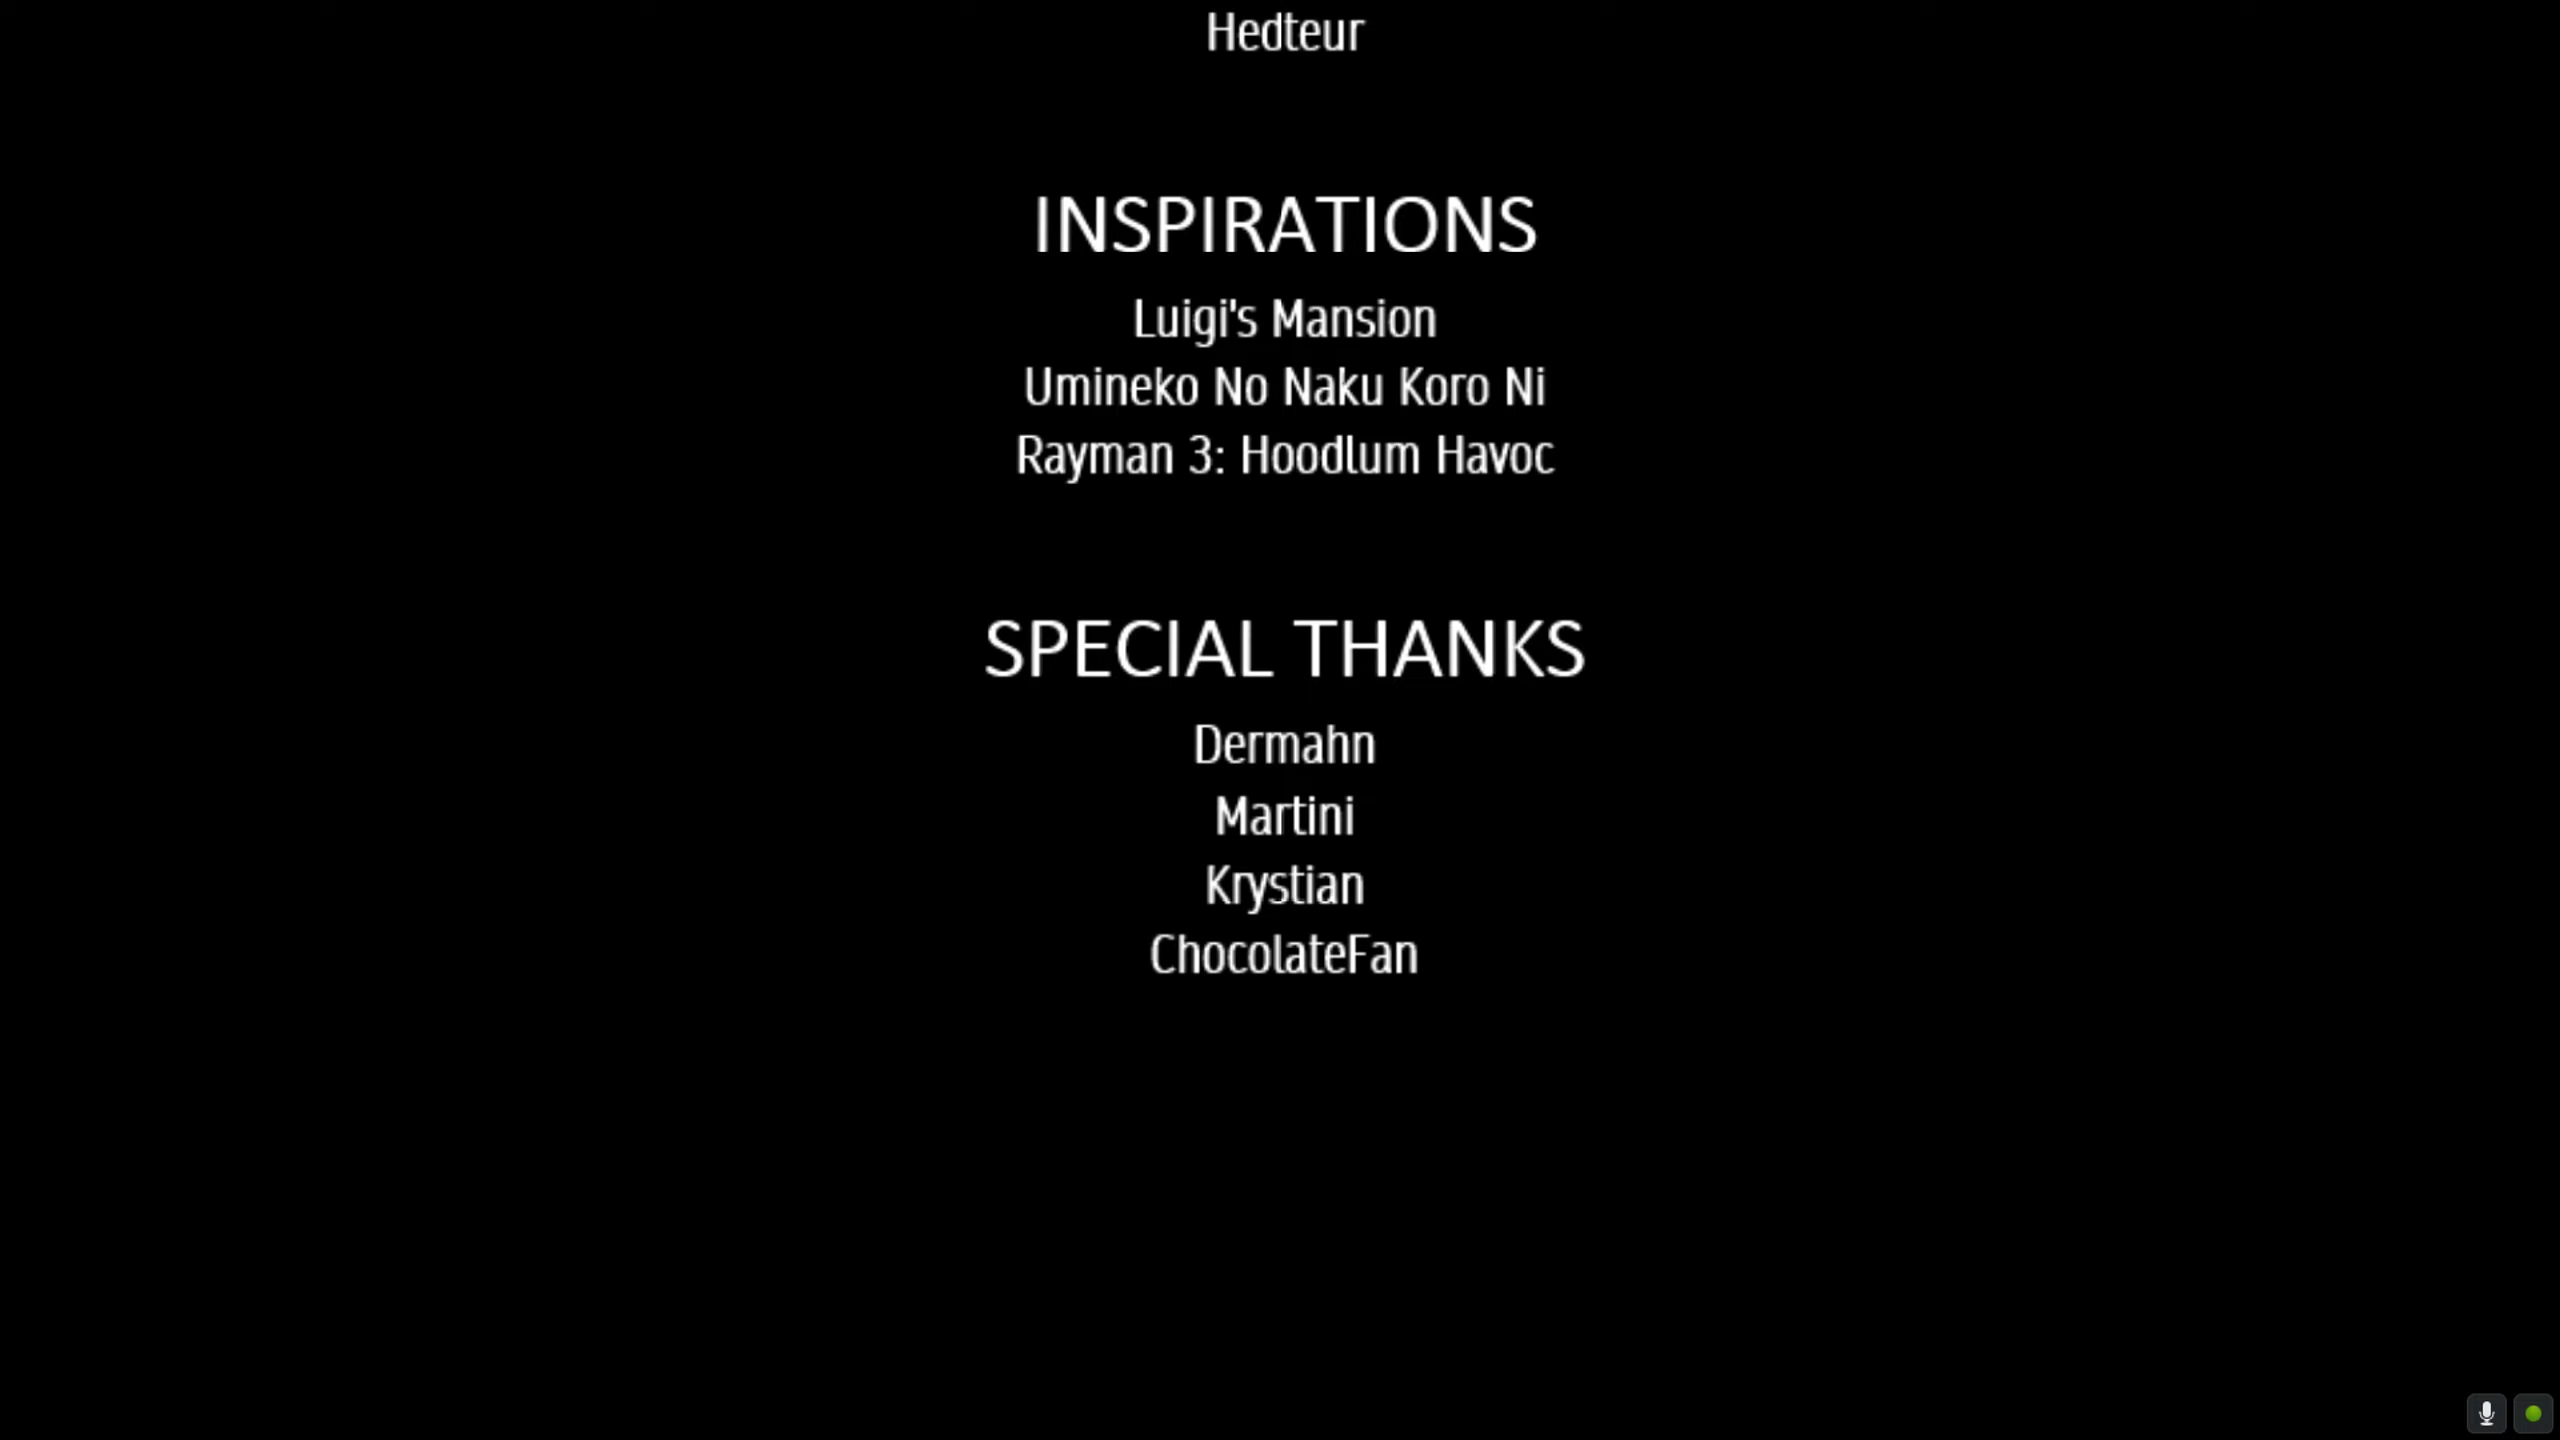 Hedteur
INSPIRATIONS
Luigi's Mansion
Umineko No Naku Koro Ni
Rayman 3: Hoodlum Havoc
SPECIAL THANKS
Dermahn
Martini
Krystian
ChocolateFan